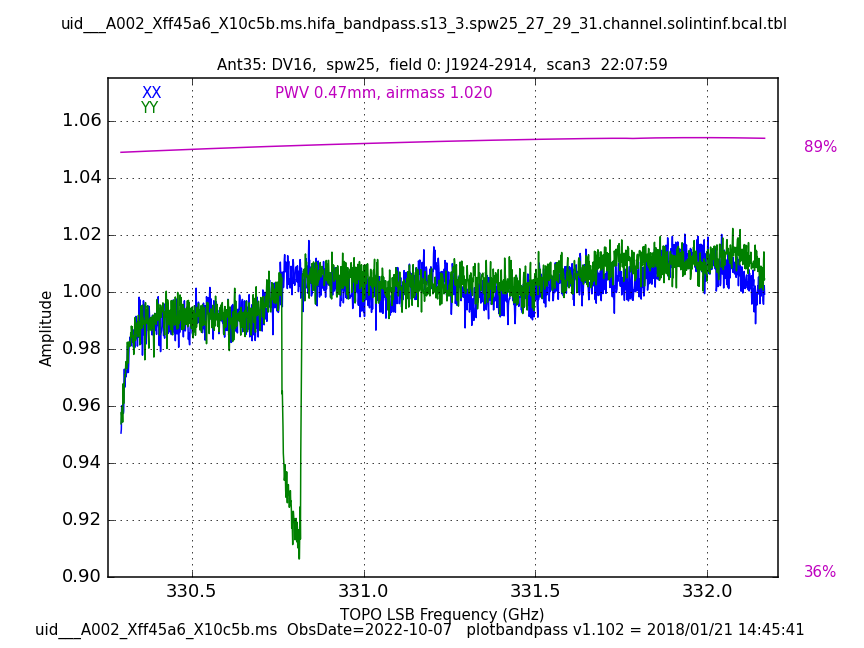 uid___A002_Xff45a6_X10c5b.ms.hifa_bandpass.s13_3.spw25_27_29_31.channel.solintinf.bcal.tbl
Ant35: DV16,  spw25,  field 0: J1924-2914,  scan3  22:07:59
XX
PWV 0.47mm, airmass 1.020
YY
1.06
1.04
1.02
1.00
0.98
0.96
0.94
0.92
0.90
Amplitude
89%
36%
330.5
331.0
331.5
332.0
TOPO LSB Frequency (GHz)
uid___A002_Xff45a6_X10c5b.ms  ObsDate=2022-10-07   plotbandpass v1.102 = 2018/01/21 14:45:41